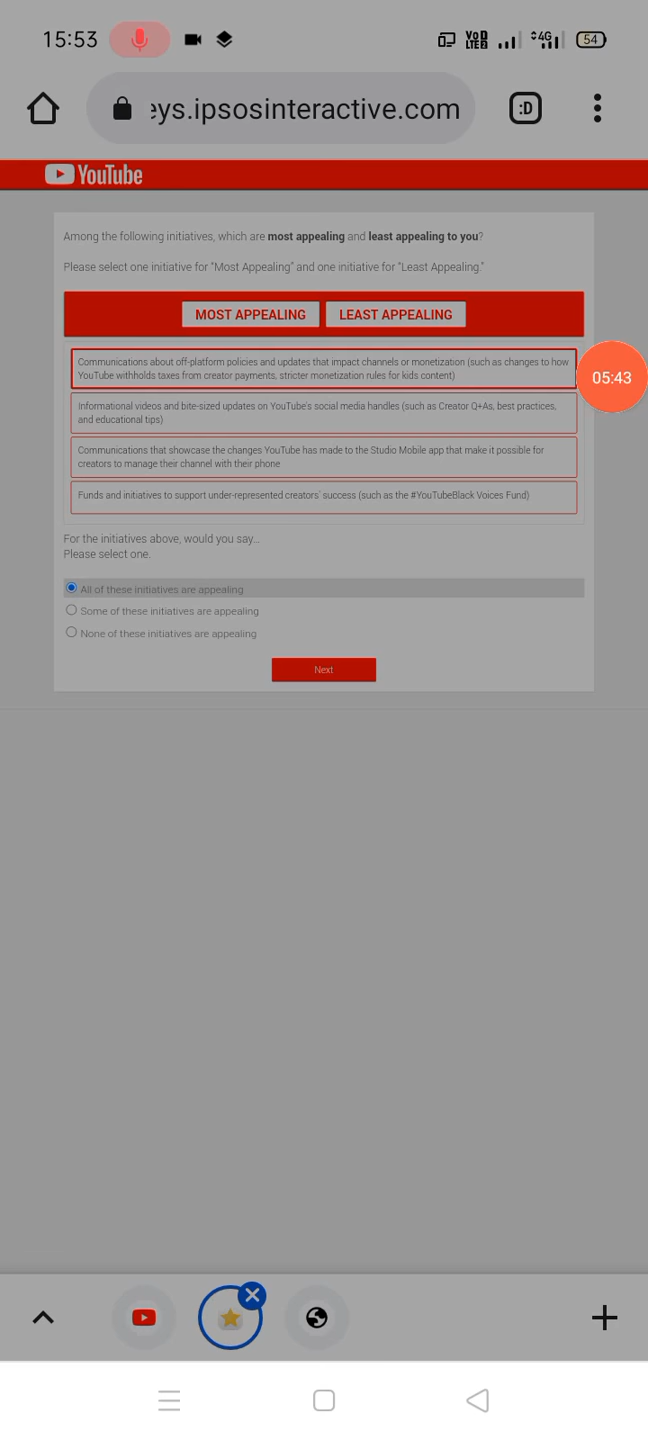 15:53
VoD LTE2
4G
54
eys.ipsosinteractive.com
:D
YouTube
Among the following initiatives, which are most appealing and least appealing to you?
Please select one initiative for "Most Appealing" and one initiative for "Least Appealing."
MOST APPEALING
LEAST APPEALING
Communications about off-platform policies and updates that impact channels or monetization (such as changes to how
YouTube withholds taxes from creator payments, stricter monetization rules for kids content)
05:43
Informational videos and bite-sized updates on YouTube's social media handles (such as Creator Q+As, best practices,
and educational tips)
Communications that showcase the changes YouTube has made to the Studio Mobile app that make it possible for
creators to manage their channel with their phone
Funds and initiatives to support under-represented creators' success (such as the #YouTubeBlack Voices Fund)
For the initiatives above, would you say...
Please select one.
All of these initiatives are appealing
Some of these initiatives are appealing
None of these initiatives are appealing
Next